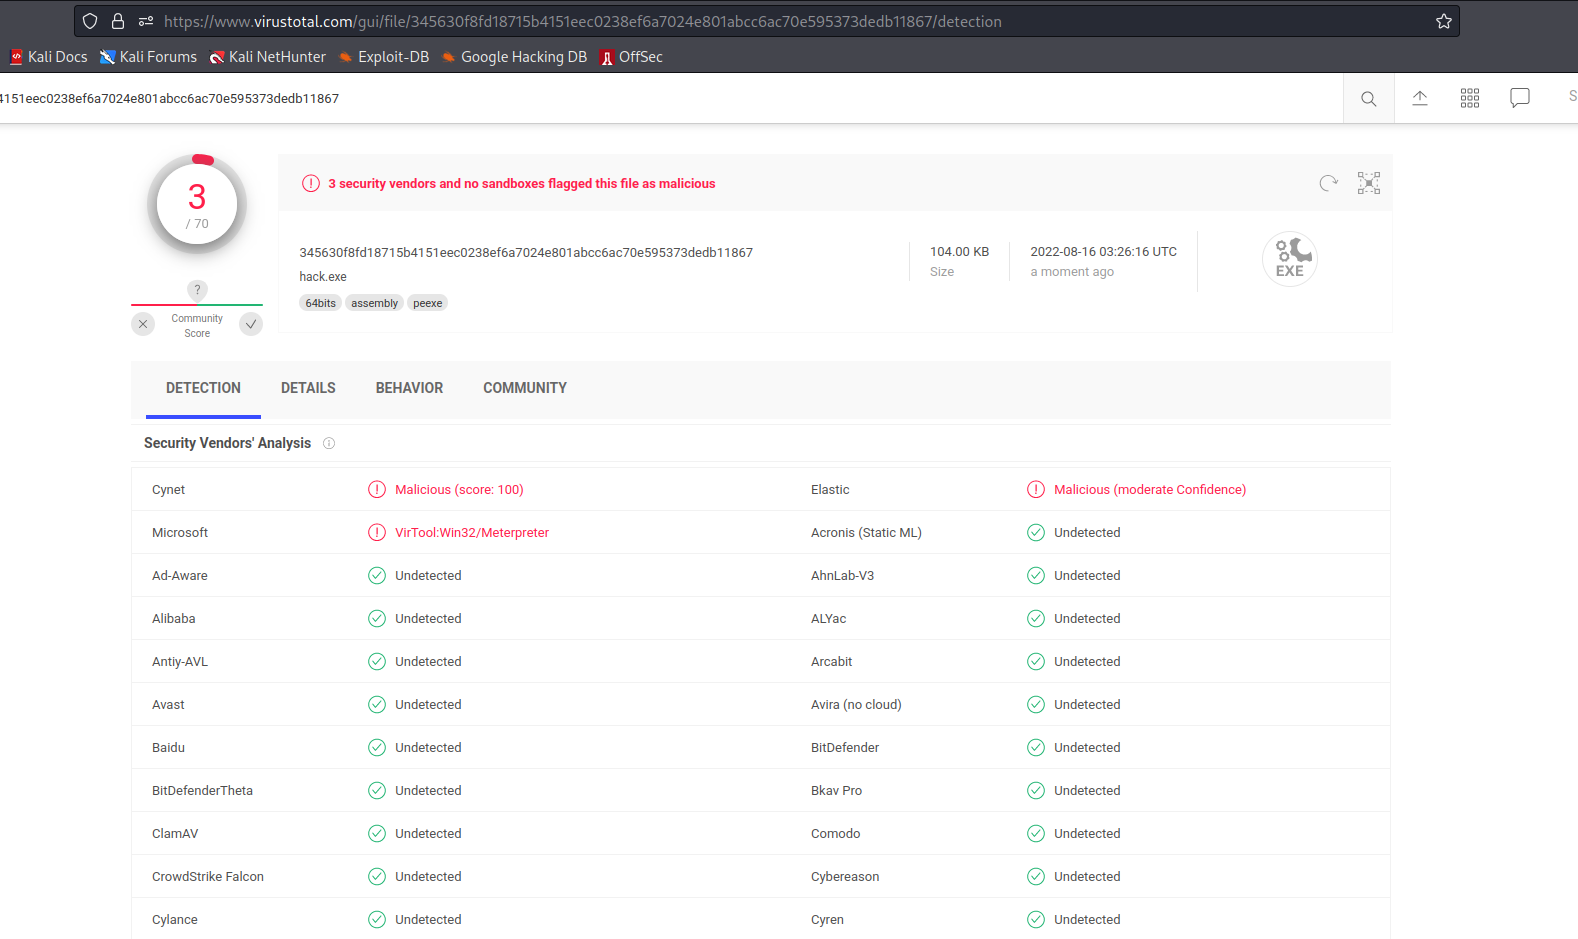 https://www.virustotal.com/gui/file/345630f8fd18715b4151eec0238ef6a7024e801abcc6ac70e595373dedb11867/detection
Kali Docs Kali Forums Kali NetHunter Exploit-DB Google Hacking DB OffSec
4151eec0238ef6a7024e801abcc6ac70e595373dedb11867 S
3
/ 70
3 security vendors and no sandboxes flagged this file as malicious
345630f8fd18715b4151eec0238ef6a7024e801abcc6ac70e595373dedb11867
hack.exe
64bits assembly peexe
104.00 KB
Size
2022-08-16 03:26:16 UTC
a moment ago
EXE
?
Community
Score
DETECTION DETAILS BEHAVIOR COMMUNITY
Security Vendors' Analysis
Cynet Malicious (score: 100) Elastic Malicious (moderate Confidence)
Microsoft VirTool:Win32/Meterpreter Acronis (Static ML) Undetected
Ad-Aware Undetected AhnLab-V3 Undetected
Alibaba Undetected ALYac Undetected
Antiy-AVL Undetected Arcabit Undetected
Avast Undetected Avira (no cloud) Undetected
Baidu Undetected BitDefender Undetected
BitDefenderTheta Undetected Bkav Pro Undetected
ClamAV Undetected Comodo Undetected
CrowdStrike Falcon Undetected Cybereason Undetected
Cylance Undetected Cyren Undetected